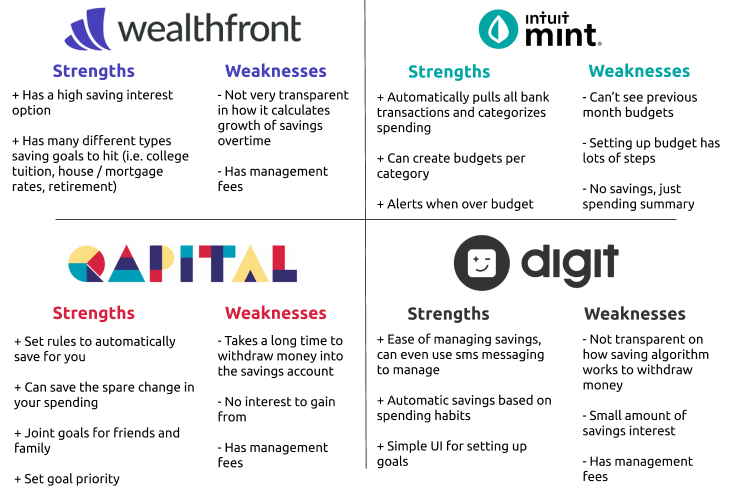 wealthfront
Strengths
+ Has a high saving interest
option
+ Has many different types
saving goals to hit (i.e. college
tuition, house / mortgage
rates, retirement)
Weaknesses
- Not very transparent
in how it calculates
growth of savings
overtime
- Has management
fees
intuit
mint.
Strengths
+ Automatically pulls all bank
transactions and categorizes
spending
+ Can create budgets per
category
+ Alerts when over budget
Weaknesses
- Can't see previous
month budgets
- Setting up budget has
lots of steps
- No savings, just
spending summary
QAPITAL
Strengths
+ Set rules to automatically
save for you
+ Can save the spare change in
your spending
+ Joint goals for friends and
family
+ Set goal priority
Weaknesses
- Takes a long time to
withdraw money into
the savings account
- No interest to gain
from
- Has management
fees
digit
Strengths
+ Ease of managing savings,
can even use sms messaging
to manage
+ Automatic savings based on
spending habits
+ Simple UI for setting up
goals
Weaknesses
- Not transparent on
how saving algorithm
works to withdraw
money
- Small amount of
savings interest
- Has management
fees